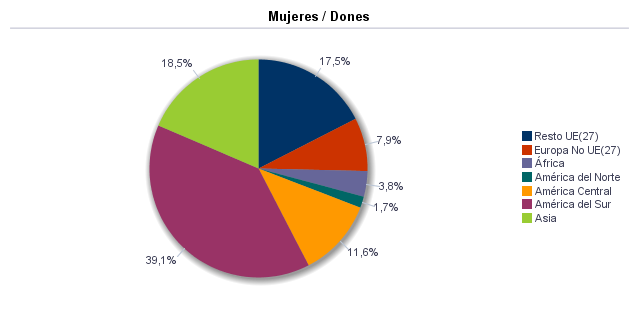 Mujeres / Dones
18,5%
17,5%
7,9%
3,8%
1,7%
11,6%
39,1%
Resto UE(27)
Europa No UE(27)
África
América del Norte
América Central
América del Sur
Asia